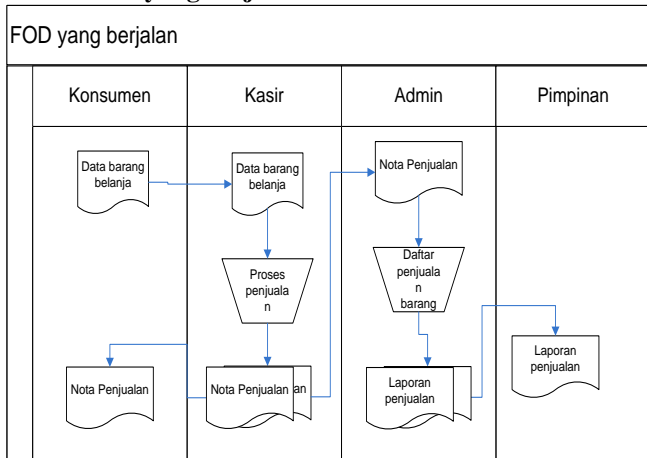 FOD yang berjalan
Konsumen
Kasir
Admin
Pimpinan
Data barang
belanja
Data barang
belanja
Nota Penjualan
Proses
penjuala
n
Daftar
penjuala
n
barang
Nota Penjualan
Nota Penjualan
an
Laporan
penjualan
Laporan
penjualan